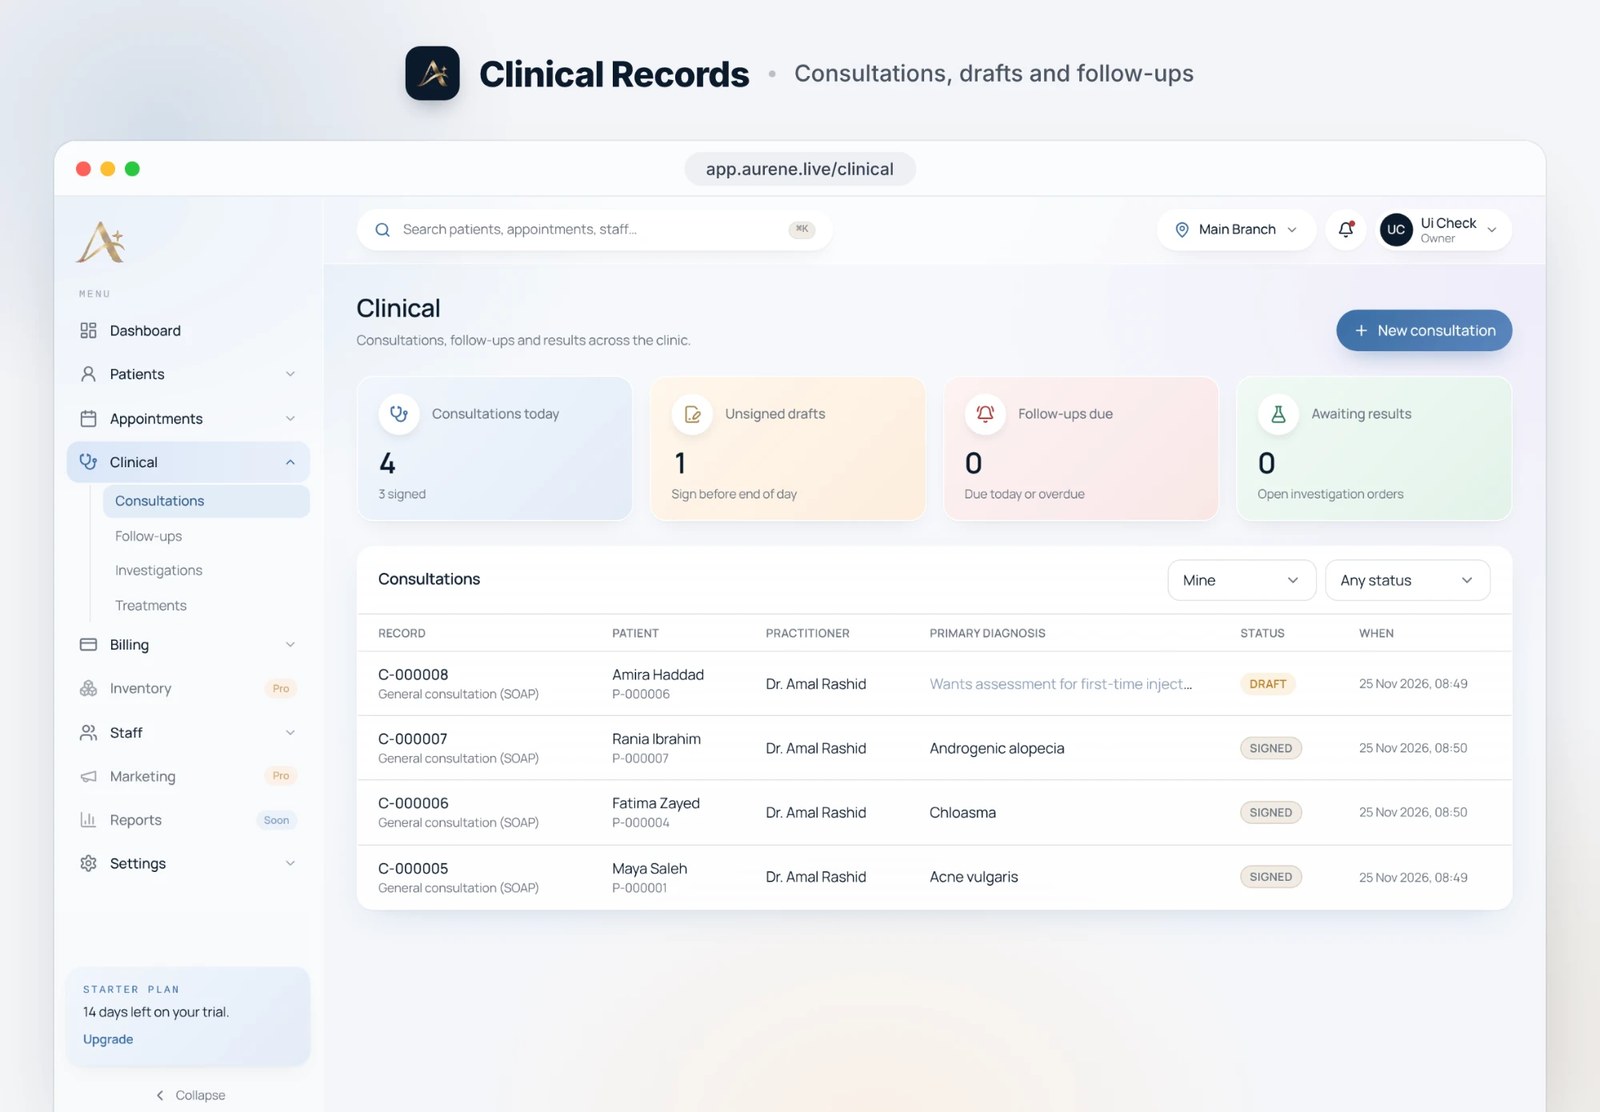 Clinical Records • Consultations, drafts and follow-ups
app.aurene.live/clinical
Search patients, appointments, staff...
⌘K
Main Branch
UC
Ui Check
Owner
MENU
Dashboard
Patients
Appointments
Clinical
Consultations
Follow-ups
Investigations
Treatments
Billing
Inventory Pro
Staff
Marketing Pro
Reports Soon
Settings
STARTER PLAN
14 days left on your trial.
Upgrade
Collapse
Clinical
Consultations, follow-ups and results across the clinic.
+ New consultation
Consultations today
4
3 signed
Unsigned drafts
1
Sign before end of day
Follow-ups due
0
Due today or overdue
Awaiting results
0
Open investigation orders
Consultations
Mine
Any status
RECORD PATIENT PRACTITIONER PRIMARY DIAGNOSIS STATUS WHEN
C-000008 Amira Haddad Dr. Amal Rashid Wants assessment for first-time inject... DRAFT 25 Nov 2026, 08:49
General consultation (SOAP) P-000006
C-000007 Rania Ibrahim Dr. Amal Rashid Androgenic alopecia SIGNED 25 Nov 2026, 08:50
General consultation (SOAP) P-000007
C-000006 Fatima Zayed Dr. Amal Rashid Chloasma SIGNED 25 Nov 2026, 08:50
General consultation (SOAP) P-000004
C-000005 Maya Saleh Dr. Amal Rashid Acne vulgaris SIGNED 25 Nov 2026, 08:49
General consultation (SOAP) P-000001